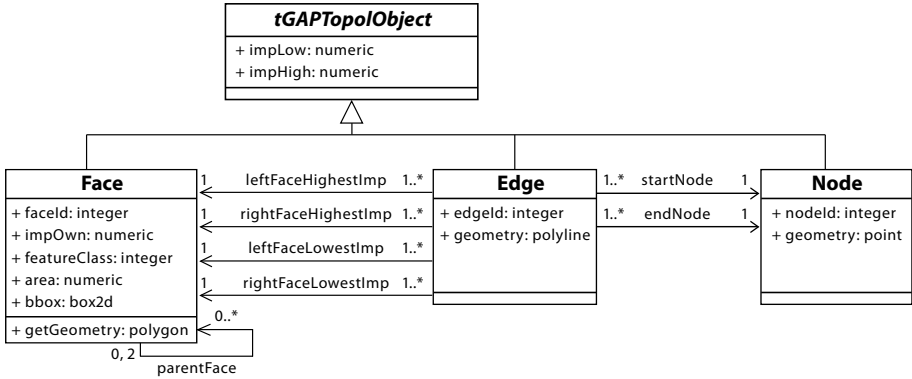 tGAPTopolObject
+ impLow: numeric
+ impHigh: numeric
Face
+ faceId: integer
+ impOwn: numeric
+ featureClass: integer
+ area: numeric
+ bbox: box2d
+ getGeometry: polygon
1 leftFaceHighestImp 1..*
1 rightFaceHighestImp 1..*
1 leftFaceLowestImp 1..*
1 rightFaceLowestImp 1..*
0..*
0, 2
parentFace
Edge
+ edgeId: integer
+ geometry: polyline
1..* startNode 1
1..* endNode 1
Node
+ nodeId: integer
+ geometry: point